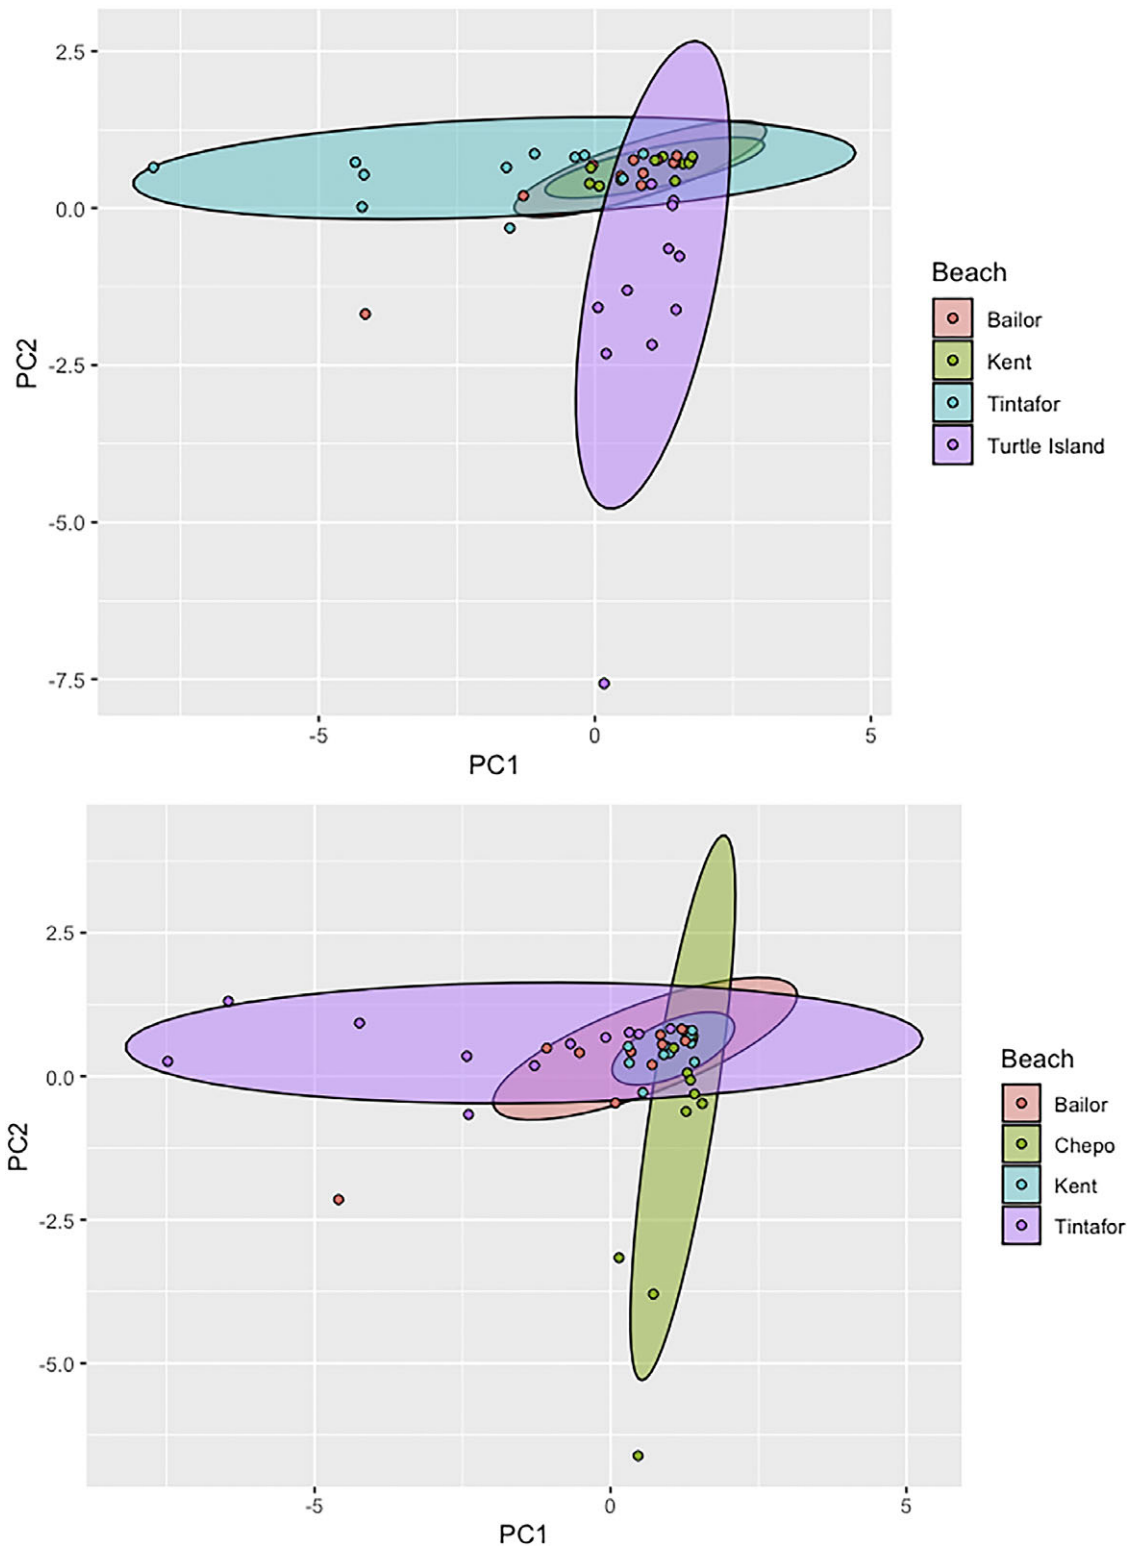 2.5
0.0
-2.5
-5.0
-7.5
PC2
-5
0
5
PC1
Beach
Bailor
Kent
Tintafor
Turtle Island
2.5
0.0
-2.5
-5.0
PC2
-5
0
5
PC1
Beach
Bailor
Chepo
Kent
Tintafor